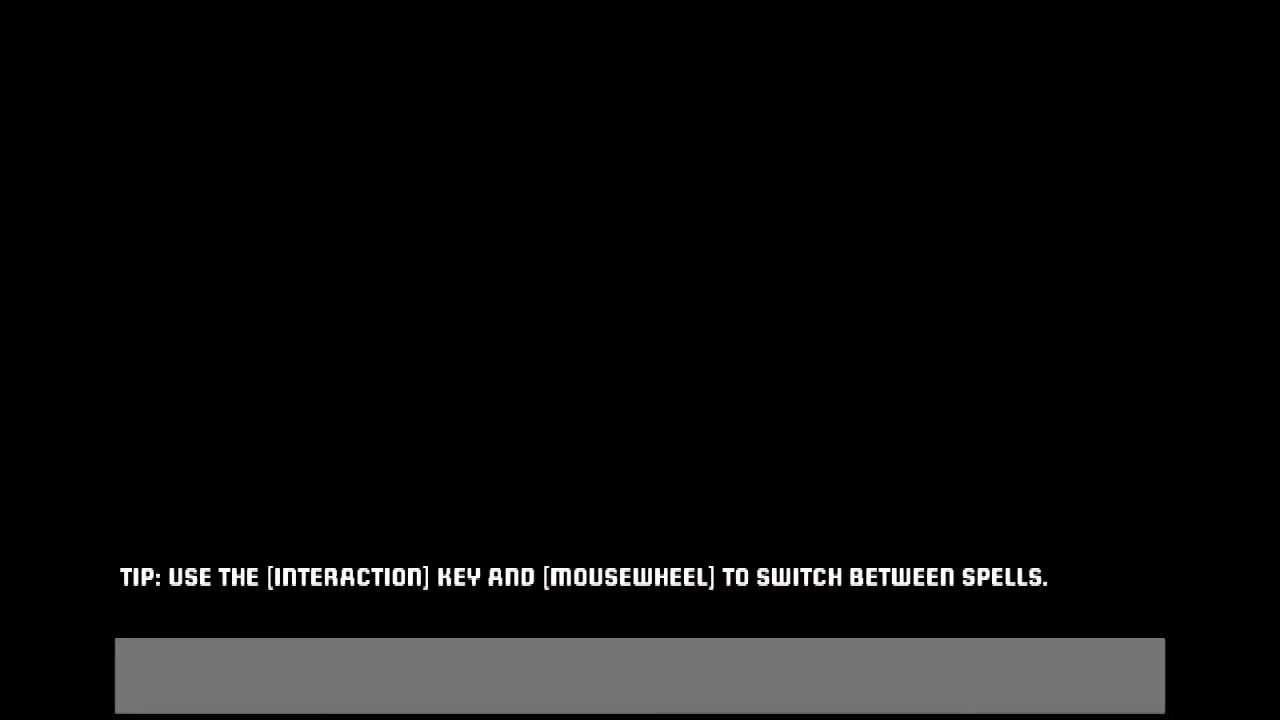 TIP: USE THE [INTERACTION] KEY AND [MOUSEWHEEL] TO SWITCH BETWEEN SPELLS.